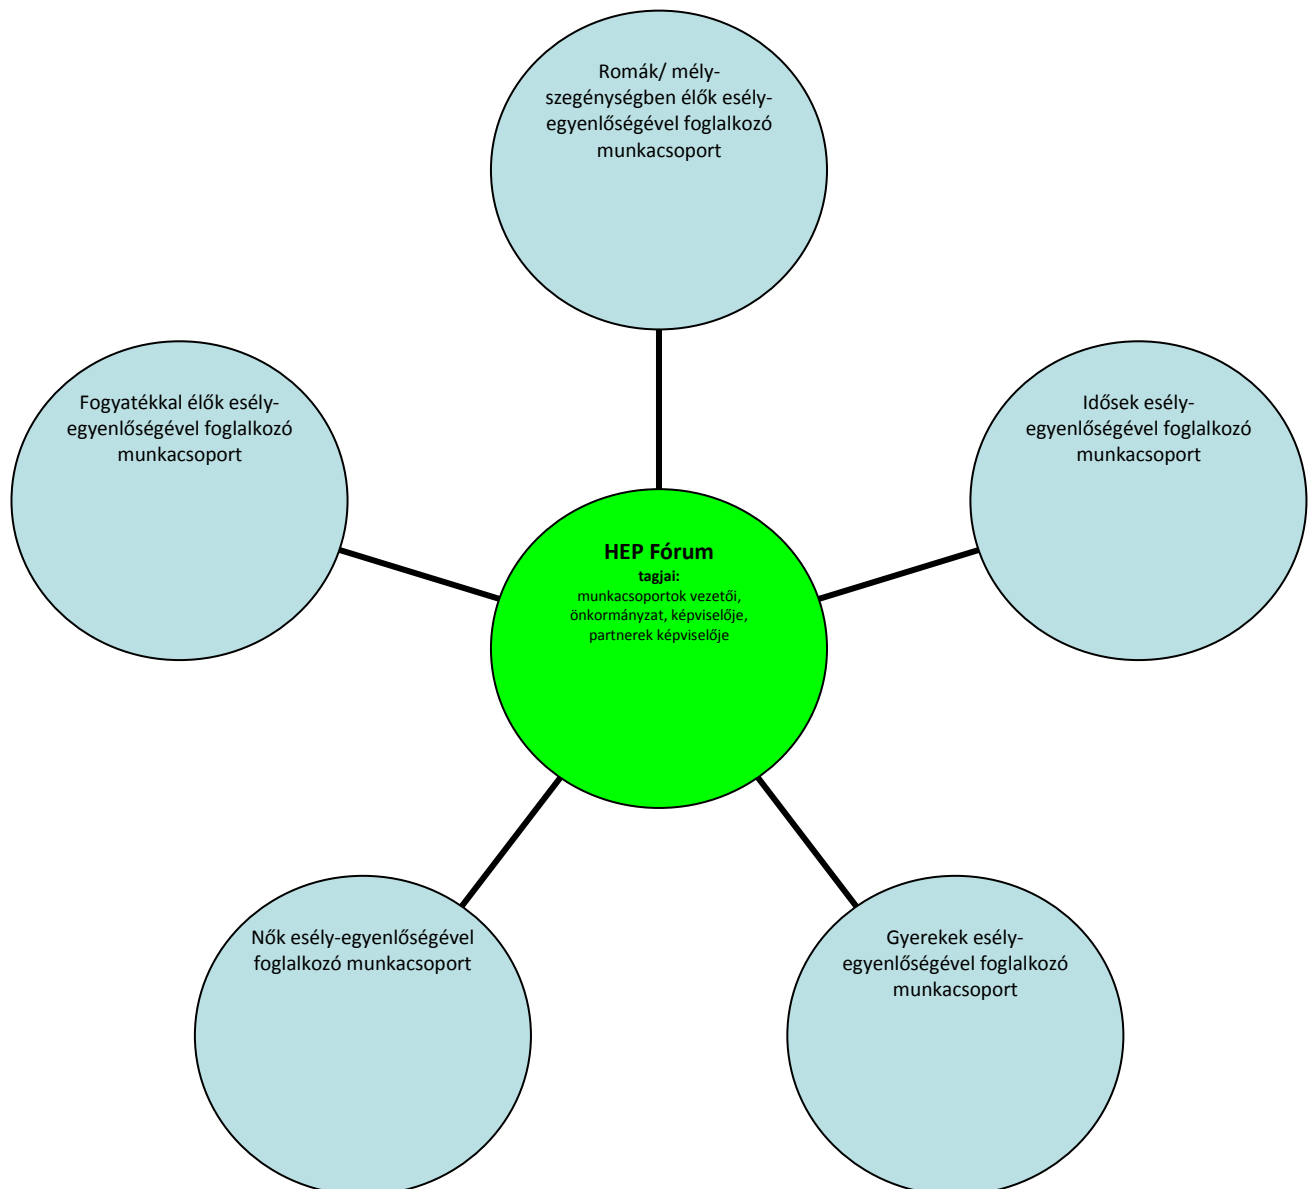 Romák/ mély-
szegénységben élők esély-
egyenlőségével foglalkozó
munkacsoport
Fogyatékkal élők esély-
egyenlőségével foglalkozó
munkacsoport
Idősek esély-
egyenlőségével foglalkozó
munkacsoport
HEP Fórum
tagjai:
munkacsoportok vezetői,
önkormányzat, képviselője,
partnerek képviselője
Nők esély-egyenlőségével
foglalkozó munkacsoport
Gyerekek esély-
egyenlőségével foglalkozó
munkacsoport